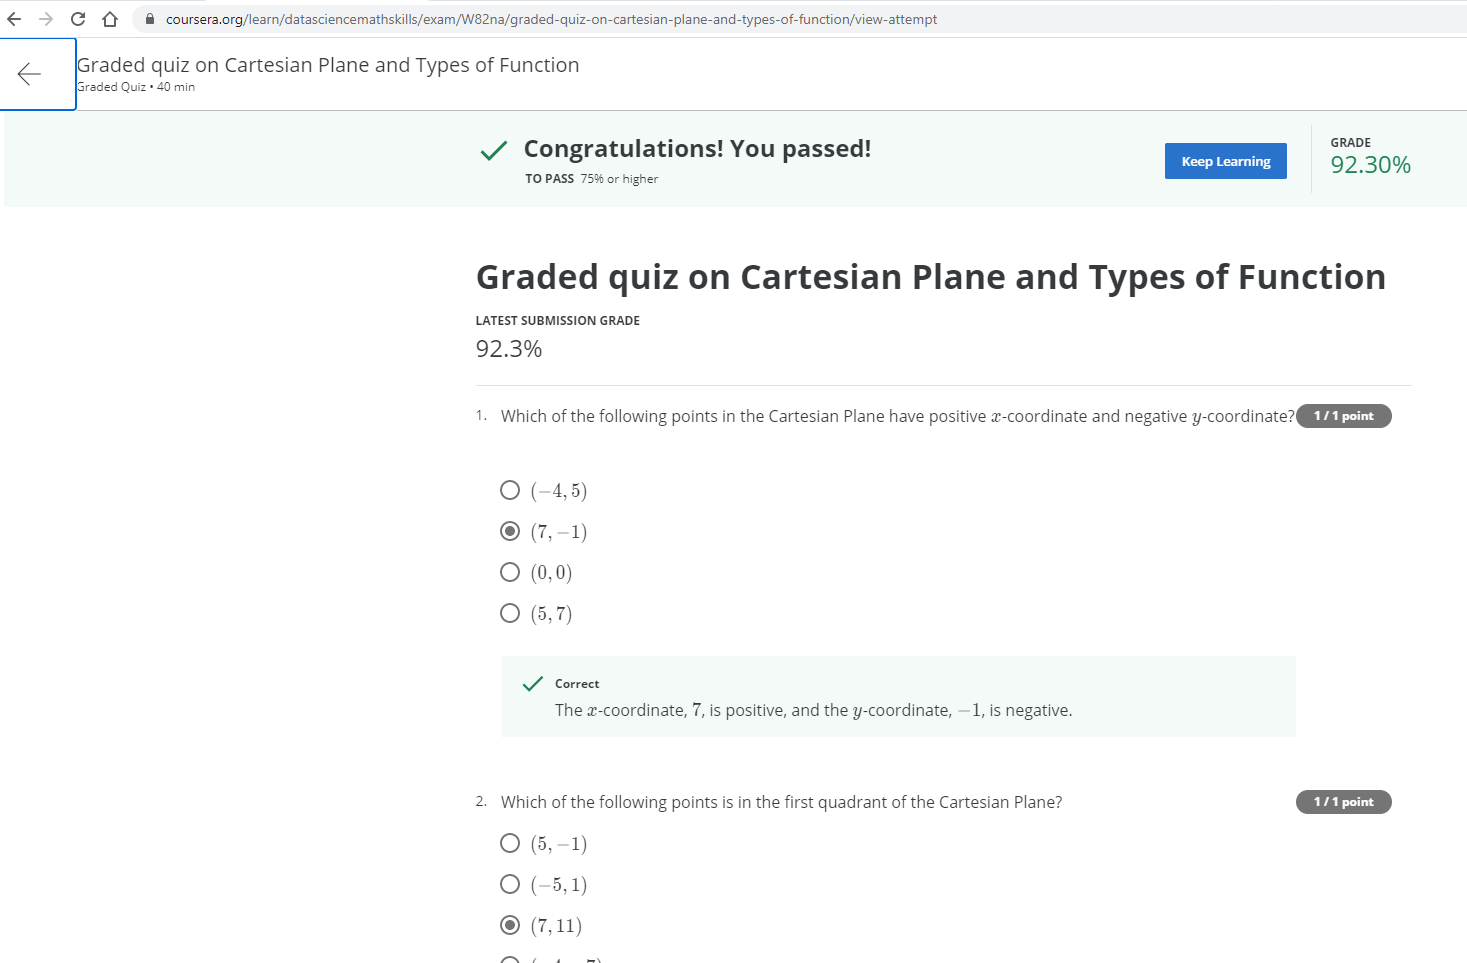 coursera.org/learn/datasciencemathskills/exam/W82na/graded-quiz-on-cartesian-plane-and-types-of-function/view-attempt
Graded quiz on Cartesian Plane and Types of Function
Graded Quiz • 40 min
Congratulations! You passed!
TO PASS 75% or higher
Keep Learning
GRADE
92.30%
Graded quiz on Cartesian Plane and Types of Function
LATEST SUBMISSION GRADE
92.3%
1. Which of the following points in the Cartesian Plane have positive x-coordinate and negative y-coordinate? 1 / 1 point
(−4, 5)
(7, −1)
(0, 0)
(5, 7)
Correct
The x-coordinate, 7, is positive, and the y-coordinate, −1, is negative.
2. Which of the following points is in the first quadrant of the Cartesian Plane? 1 / 1 point
(5, −1)
(−5, 1)
(7, 11)